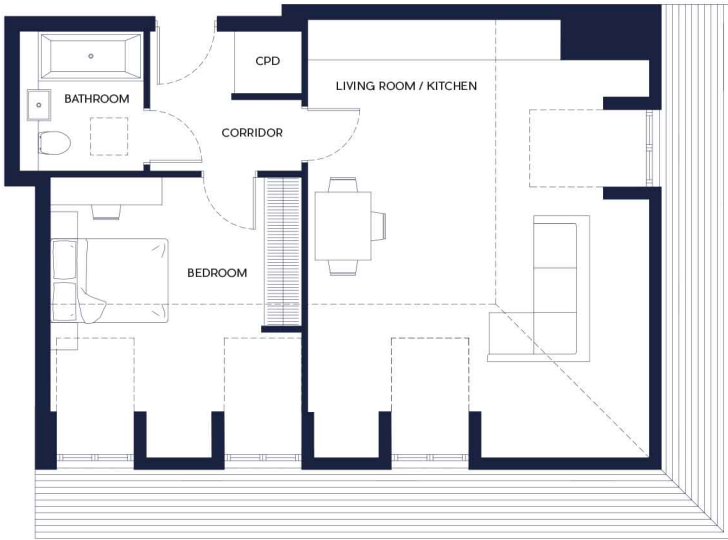 CPD
LIVING ROOM / KITCHEN
BATHROOM
CORRIDOR
BEDROOM